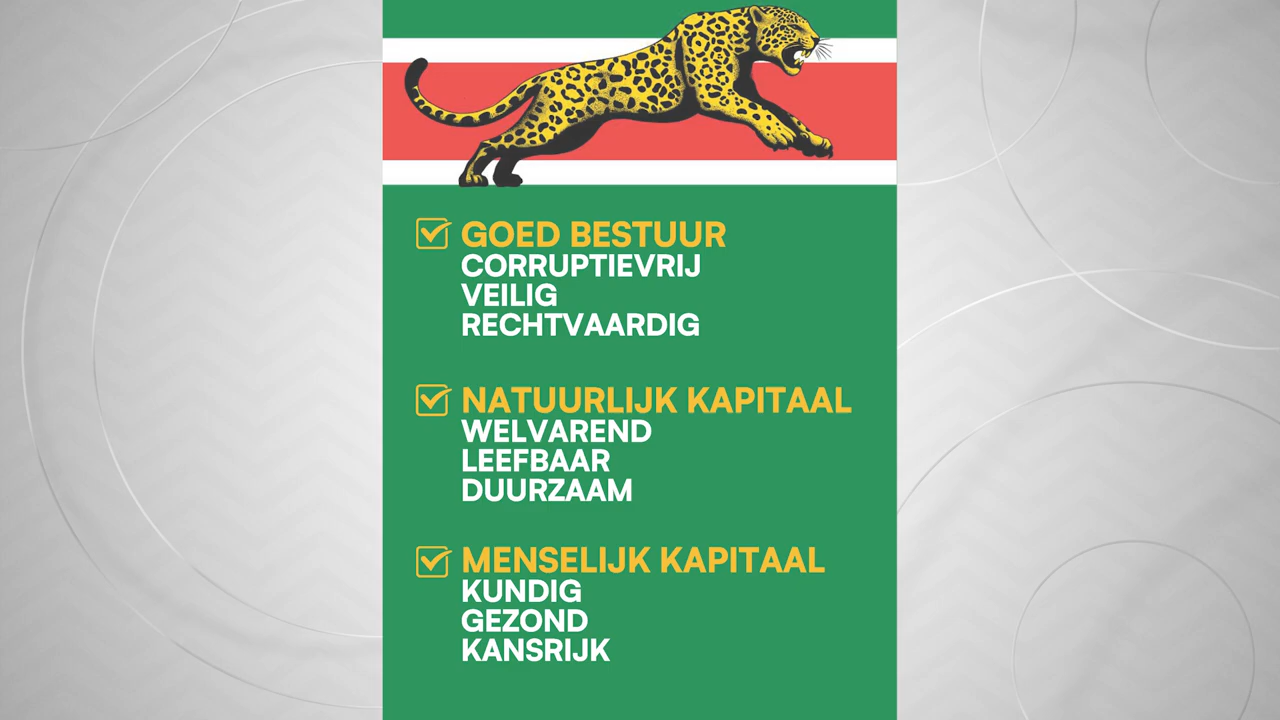 GOED BESTUUR
CORRUPTIEVRIJ
VEILIG
RECHTVAARDIG
NATUURLIJK KAPITAAL
WELVAREND
LEEFBAAR
DUURZAAM
MENSELIJK KAPITAAL
KUNDIG
GEZOND
KANSRIJK